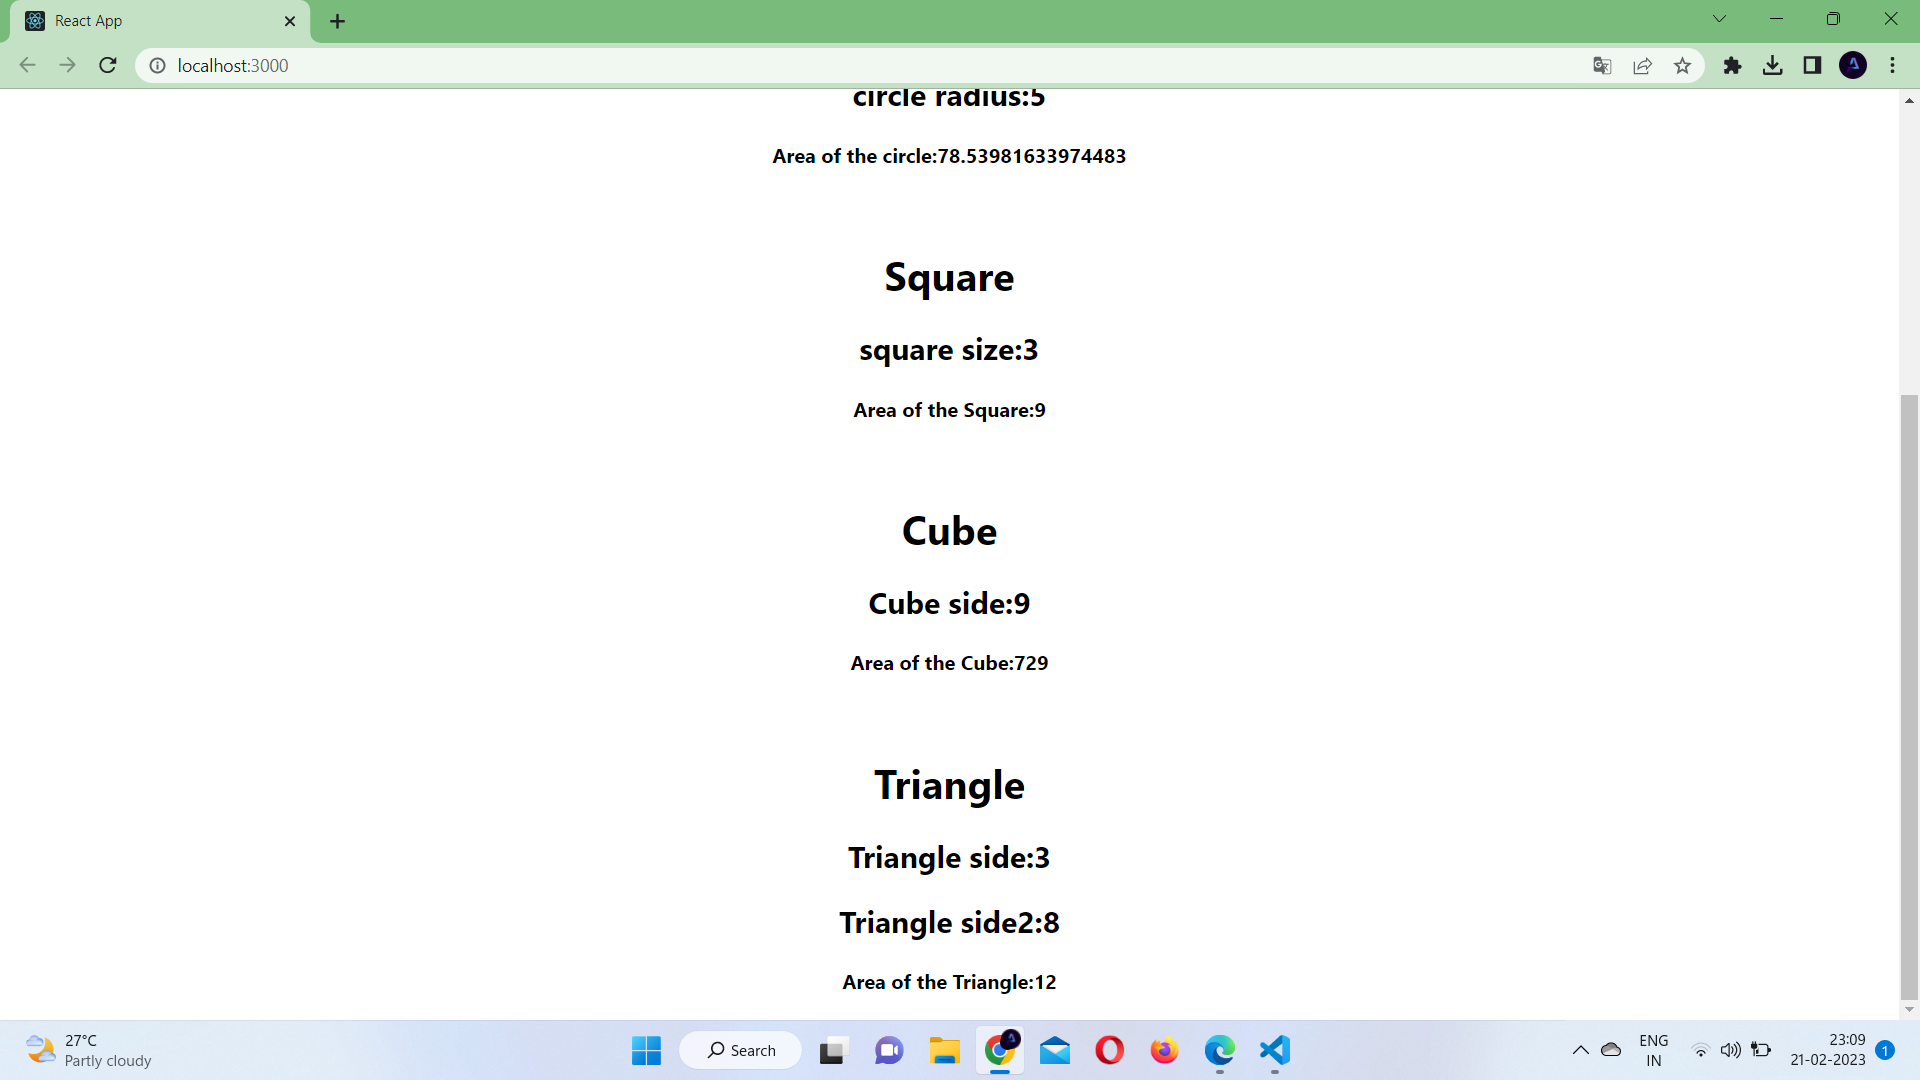 React App
localhost:3000
circle radius:5
Area of the circle:78.53981633974483
Square
square size:3
Area of the Square:9
Cube
Cube side:9
Area of the Cube:729
Triangle
Triangle side:3
Triangle side2:8
Area of the Triangle:12
27°C
Partly cloudy
Search
ENG
IN
23:09
21-02-2023
1